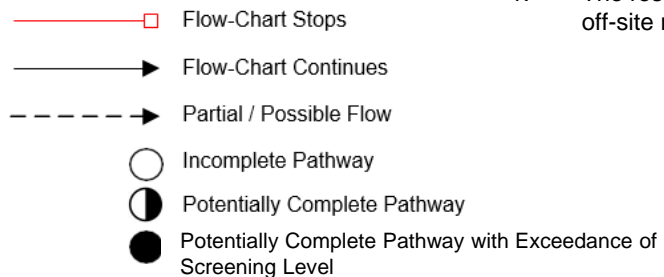 Flow-Chart Stops
off-site
Flow-Chart Continues
Partial / Possible Flow
Incomplete Pathway
Potentially Complete Pathway
Potentially Complete Pathway with Exceedance of
Screening Level